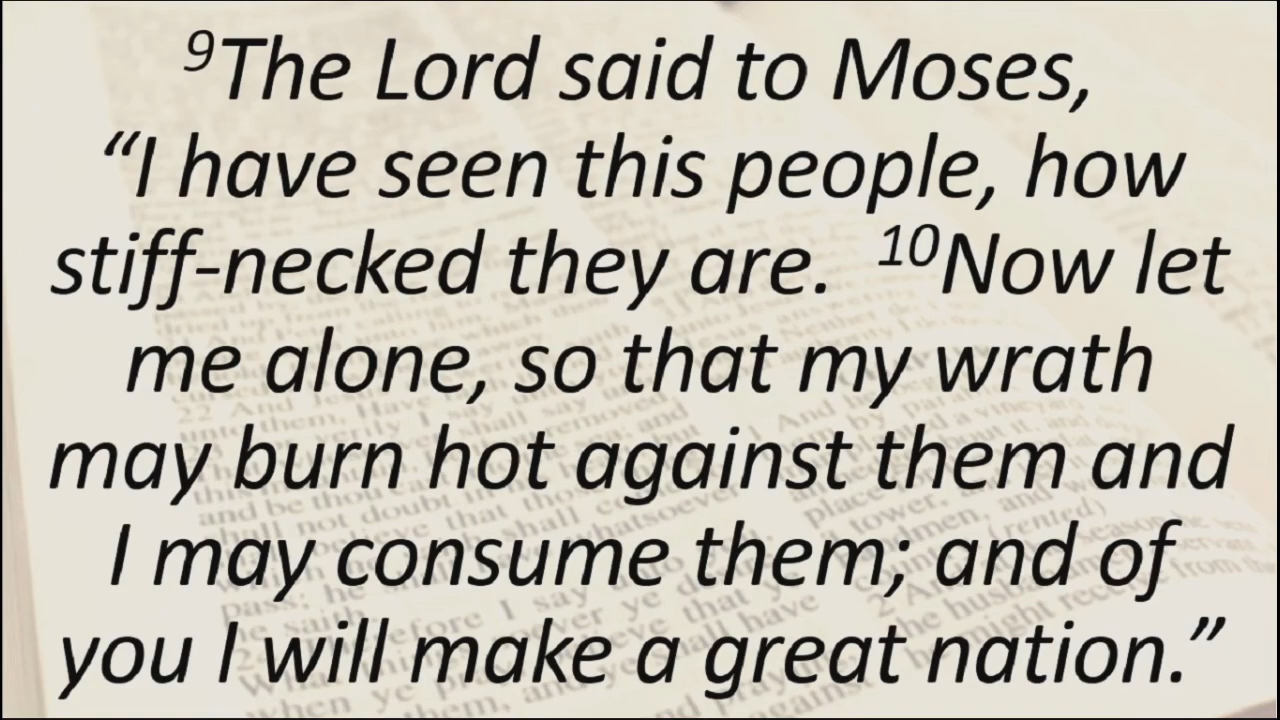 ⁹The Lord said to Moses,
“I have seen this people, how
stiff-necked they are. ¹⁰Now let
me alone, so that my wrath
may burn hot against them and
I may consume them; and of
you I will make a great nation.”